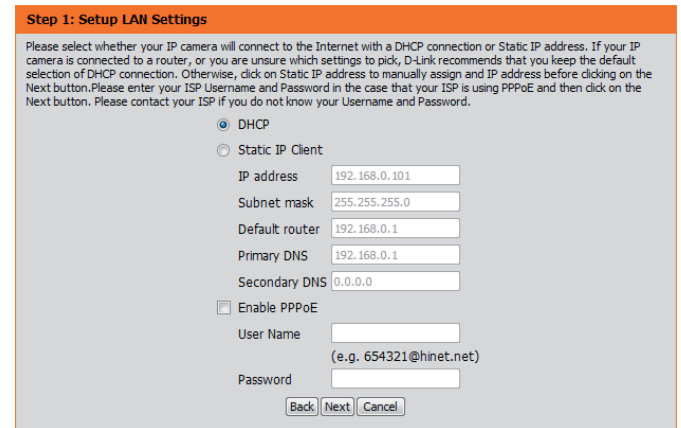 Step 1: Setup LAN Settings
Please select whether your IP camera will connect to the Internet with a DHCP connection or Static IP address. If your IP
camera is connected to a router, or you are unsure which settings to pick, D-Link recommends that you keep the default
selection of DHCP connection. Otherwise, click on Static IP address to manually assign and IP address before clicking on the
Next button.Please enter your ISP Username and Password in the case that your ISP is using PPPoE and then click on the
Next button. Please contact your ISP if you do not know your Username and Password.
DHCP
Static IP Client
IP address 192.168.0.101
Subnet mask 255.255.255.0
Default router 192.168.0.1
Primary DNS 192.168.0.1
Secondary DNS 0.0.0.0
Enable PPPoE
User Name
(e.g. 654321@hinet.net)
Password
Back Next Cancel